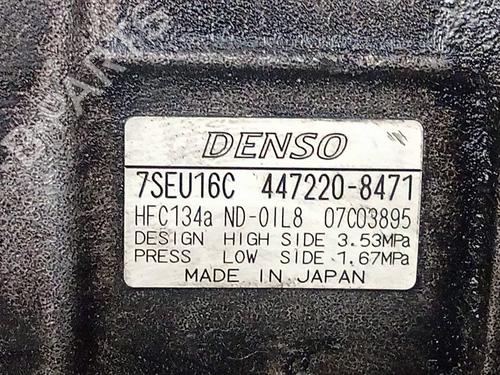 DENSO
7SEU16C 447220-8471
HFC134a ND-OIL8 07C03895
DESIGN HIGH SIDE 3.53MPa
PRESS LOW SIDE 1.67MPa
MADE IN JAPAN